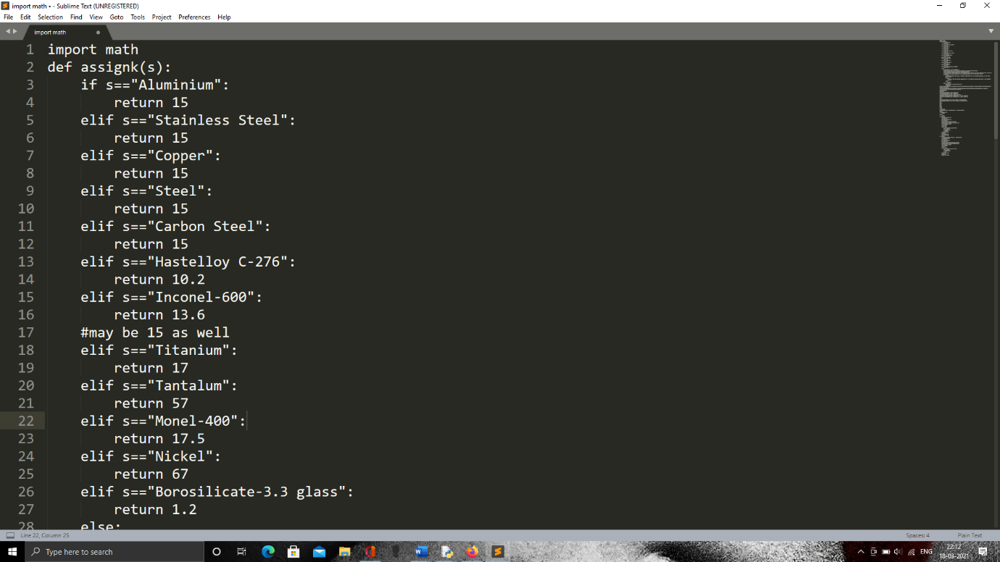 import math • - Sublime Text (UNREGISTERED)
File Edit Selection Find View Goto Tools Project Preferences Help
import math
1 import math
2 def assignk(s):
3 if s=="Aluminium":
4 return 15
5 elif s=="Stainless Steel":
6 return 15
7 elif s=="Copper":
8 return 15
9 elif s=="Steel":
10 return 15
11 elif s=="Carbon Steel":
12 return 15
13 elif s=="Hastelloy C-276":
14 return 10.2
15 elif s=="Inconel-600":
16 return 13.6
17 #may be 15 as well
18 elif s=="Titanium":
19 return 17
20 elif s=="Tantalum":
21 return 57
22 elif s=="Monel-400":
23 return 17.5
24 elif s=="Nickel":
25 return 67
26 elif s=="Borosilicate-3.3 glass":
27 return 1.2
28 else:
Line 22, Column 25 Spaces: 4 Plain Text
Type here to search
ENG
22:12
18-03-2021